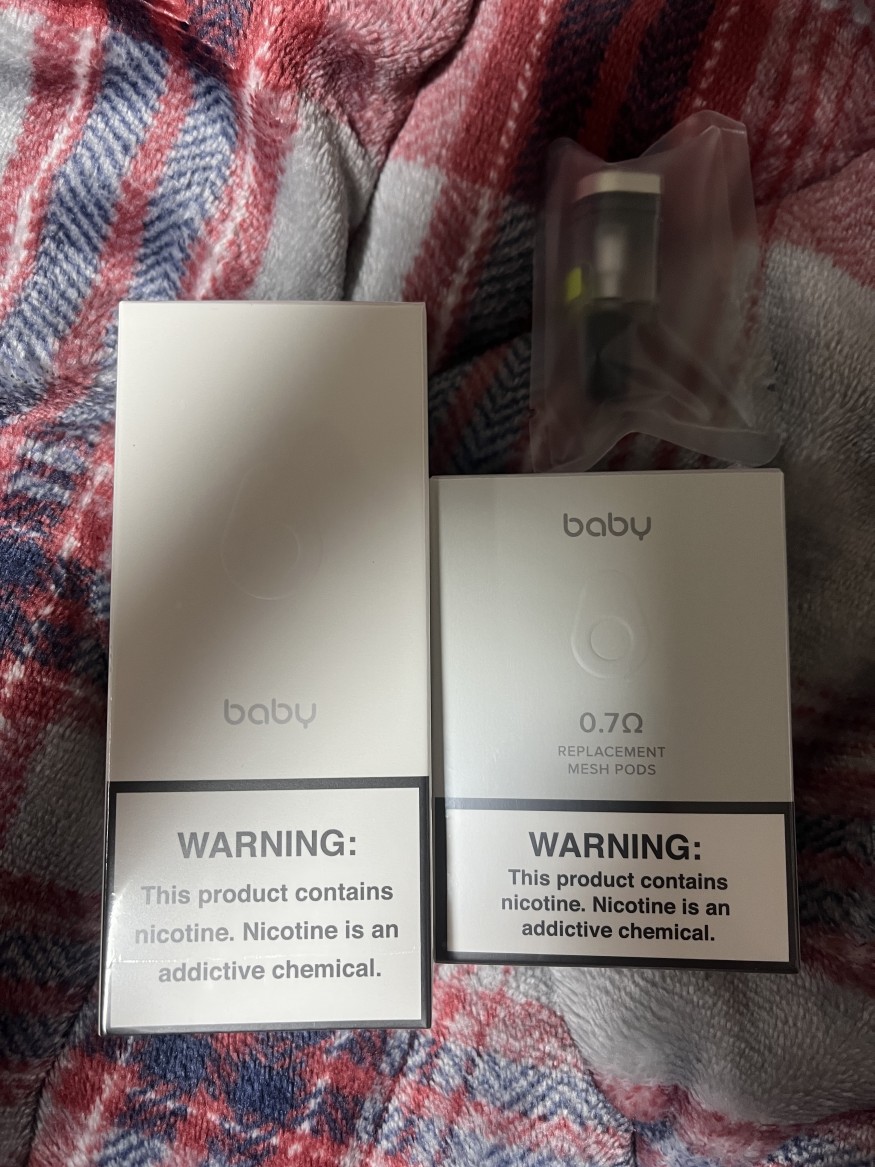 baby
WARNING:
This product contains
nicotine. Nicotine is an
addictive chemical.
baby
0.7Ω
REPLACEMENT
MESH PODS
WARNING:
This product contains
nicotine. Nicotine is an
addictive chemical.